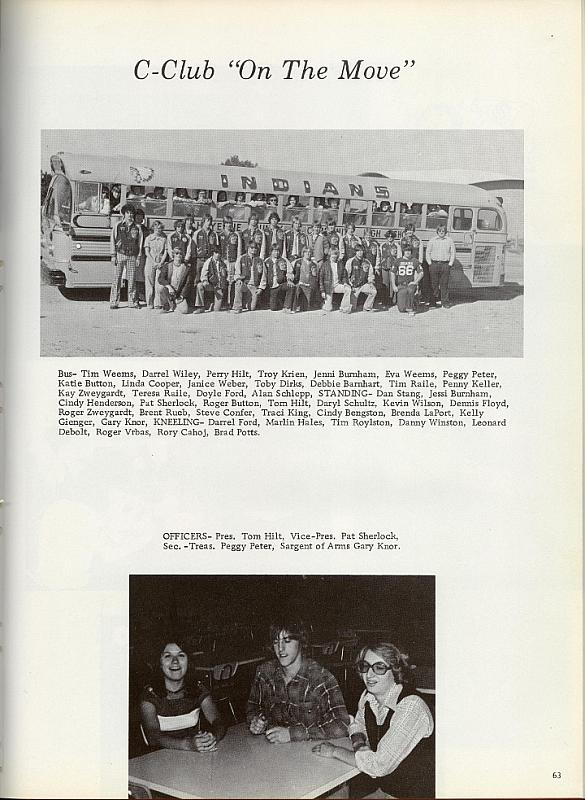 C-Club "On The Move"
INDIANS
HIGH SCHOOL
66
Bus- Tim Weems, Darrel Wiley, Perry Hilt, Troy Krien, Jenni Burnham, Eva Weems, Peggy Peter,
Katie Button, Linda Cooper, Janice Weber, Toby Dirks, Debbie Barnhart, Tim Raile, Penny Keller,
Kay Zweygardt, Teresa Raile, Doyle Ford, Alan Schlepp, STANDING- Dan Stang, Jessi Burnham,
Cindy Henderson, Pat Sherlock, Roger Button, Tom Hilt, Daryl Schultz, Kevin Wilson, Dennis Floyd,
Roger Zweygardt, Brent Rueb, Steve Confer, Traci King, Cindy Bengston, Brenda LaPort, Kelly
Gienger, Gary Knor, KNEELING- Darrel Ford, Marlin Hales, Tim Roylston, Danny Winston, Leonard
Debolt, Roger Vrbas, Rory Cahoj, Brad Potts.
OFFICERS- Pres. Tom Hilt, Vice-Pres. Pat Sherlock,
Sec. -Treas. Peggy Peter, Sargent of Arms Gary Knor.
63